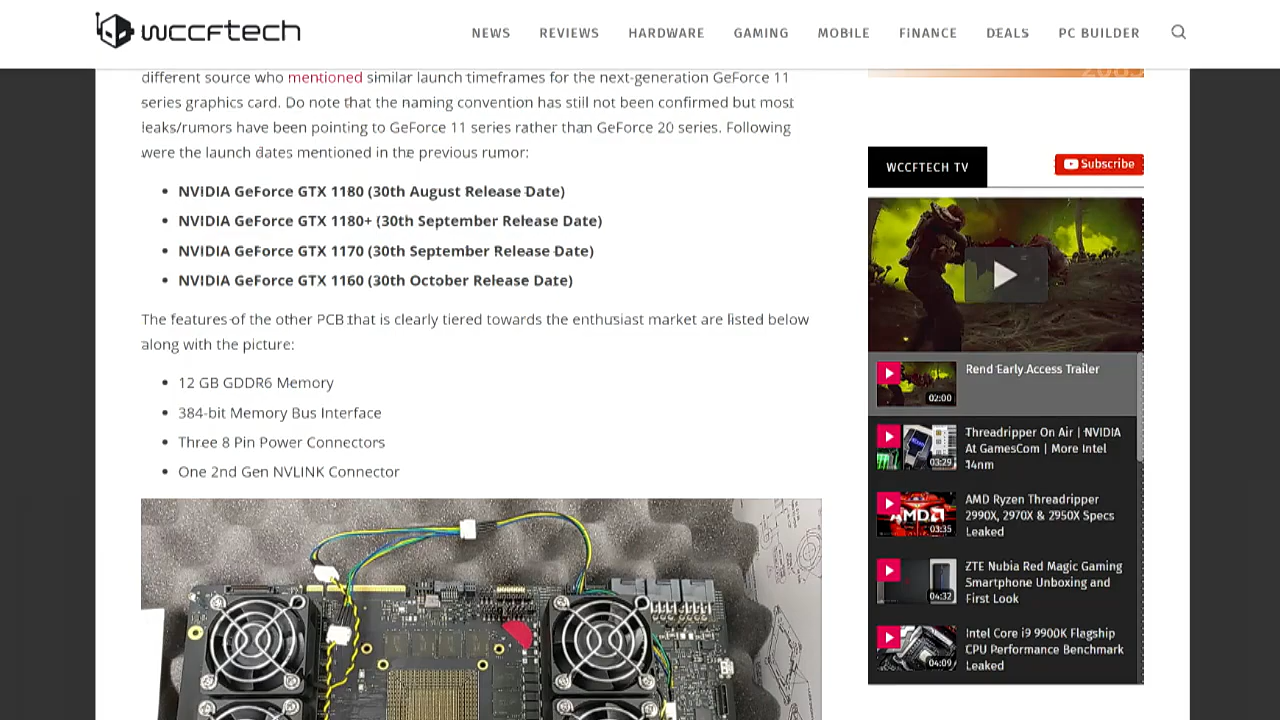 wccftech
NEWS REVIEWS HARDWARE GAMING MOBILE FINANCE DEALS PC BUILDER
different source who mentioned similar launch timeframes for the next-generation GeForce 11
series graphics card. Do note that the naming convention has still not been confirmed but most
leaks/rumors have been pointing to GeForce 11 series rather than GeForce 20 series. Following
were the launch dates mentioned in the previous rumor:
• NVIDIA GeForce GTX 1180 (30th August Release Date)
• NVIDIA GeForce GTX 1180+ (30th September Release Date)
• NVIDIA GeForce GTX 1170 (30th September Release Date)
• NVIDIA GeForce GTX 1160 (30th October Release Date)
The features of the other PCB that is clearly tiered towards the enthusiast market are listed below
along with the picture:
• 12 GB GDDR6 Memory
• 384-bit Memory Bus Interface
• Three 8 Pin Power Connectors
• One 2nd Gen NVLINK Connector
WCCFTECH TV
Subscribe
Rend Early Access Trailer
02:00
Threadripper On Air | NVIDIA
At GamesCom | More Intel
14nm
03:29
AMD Ryzen Threadripper
2990X, 2970X & 2950X Specs
Leaked
AMD
03:35
ZTE Nubia Red Magic Gaming
Smartphone Unboxing and
First Look
04:32
Intel Core i9 9900K Flagship
CPU Performance Benchmark
Leaked
04:09